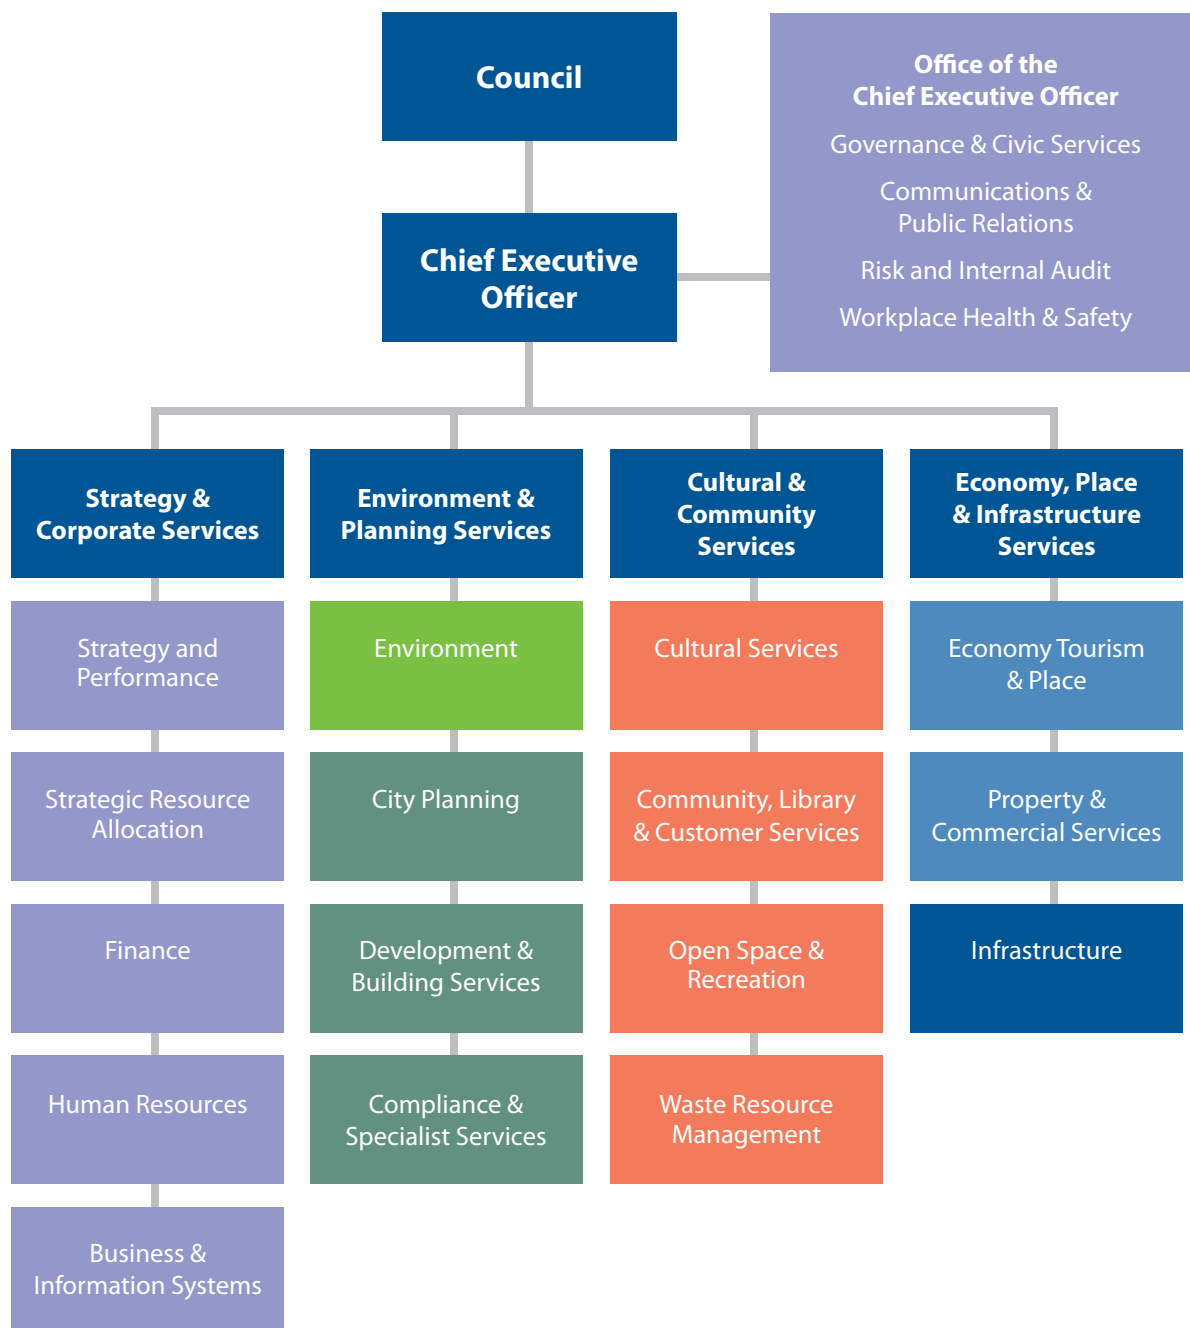 Council
Office of the
Chief Executive Officer
Governance & Civic Services
Communications &
Public Relations
Risk and Internal Audit
Workplace Health & Safety
Chief Executive
Officer
Strategy &
Corporate Services
Strategy and
Performance
Strategic Resource
Allocation
Finance
Human Resources
Business &
Information Systems
Environment &
Planning Services
Environment
City Planning
Development &
Building Services
Compliance &
Specialist Services
Cultural &
Community
Services
Cultural Services
Community, Library
& Customer Services
Open Space &
Recreation
Waste Resource
Management
Economy, Place
& Infrastructure
Services
Economy Tourism
& Place
Property &
Commercial Services
Infrastructure